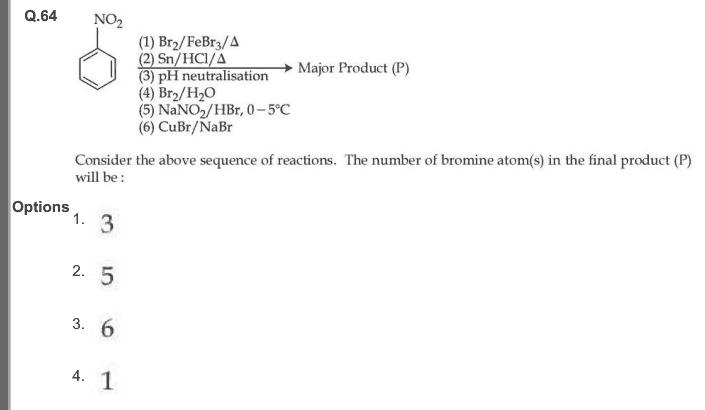 Q.64
NO₂
(1) Br₂/FeBr₃/Δ
(2) Sn/HCl/Δ
(3) pH neutralisation
(4) Br₂/H₂O
(5) NaNO₂/HBr, 0–5°C
(6) CuBr/NaBr
Major Product (P)
Consider the above sequence of reactions. The number of bromine atom(s) in the final product (P)
will be :
Options
1. 3
2. 5
3. 6
4. 1